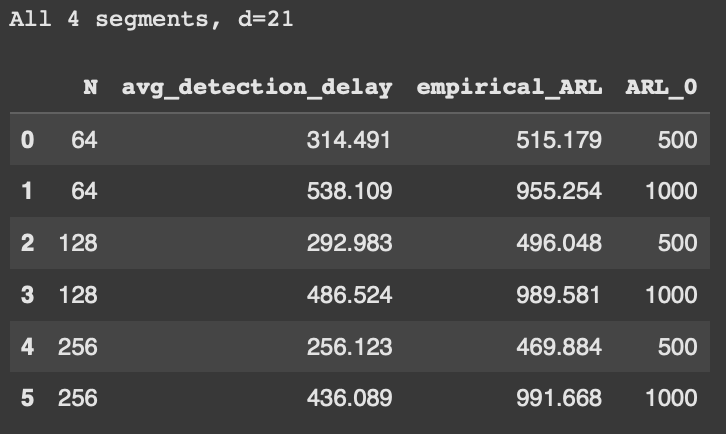 All 4 segments, d=21
N avg_detection_delay empirical_ARL ARL_0
0 64 314.491 515.179 500
1 64 538.109 955.254 1000
2 128 292.983 496.048 500
3 128 486.524 989.581 1000
4 256 256.123 469.884 500
5 256 436.089 991.668 1000